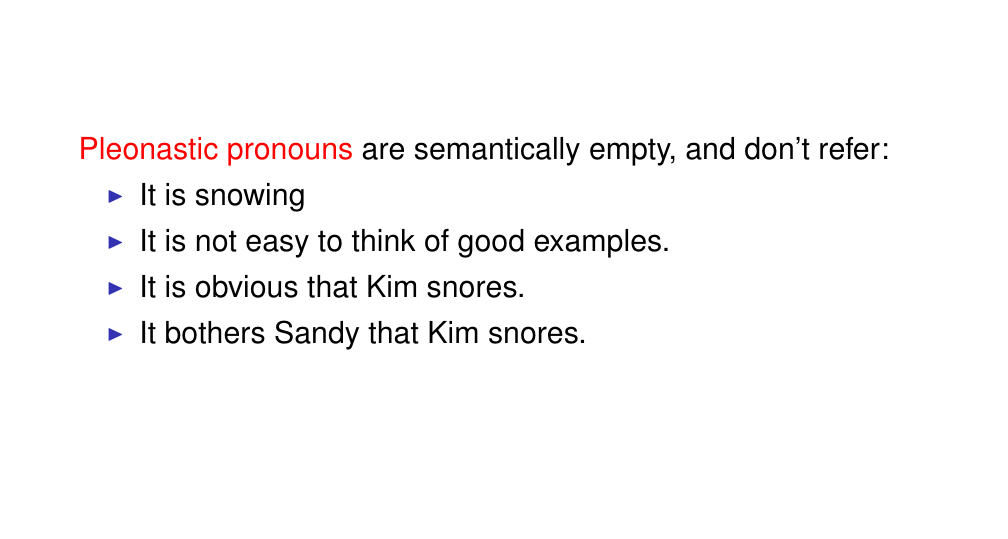 Pleonastic pronouns are semantically empty, and don’t refer:
▶ It is snowing
▶ It is not easy to think of good examples.
▶ It is obvious that Kim snores.
▶ It bothers Sandy that Kim snores.